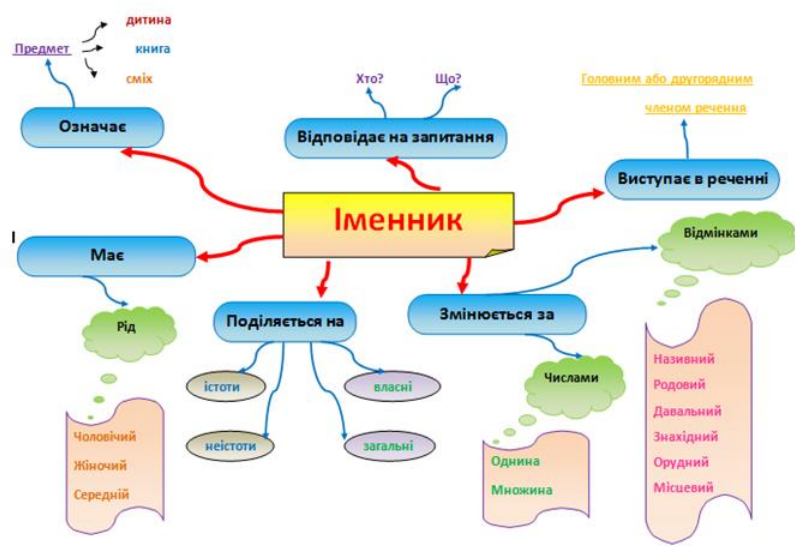 дитина
Предмет
книга
сміх
Означає
Хто?
Що?
Відповідає на запитання
Головним або другорядним
членом речення
Виступає в реченні
Іменник
І
Має
Рід
Чоловічий
Жіночий
Середній
Поділяється на
істоти
власні
неістоти
загальні
Змінюється за
Числами
Однина
Множина
Відмінками
Називний
Родовий
Давальний
Знахідний
Орудний
Місцевий